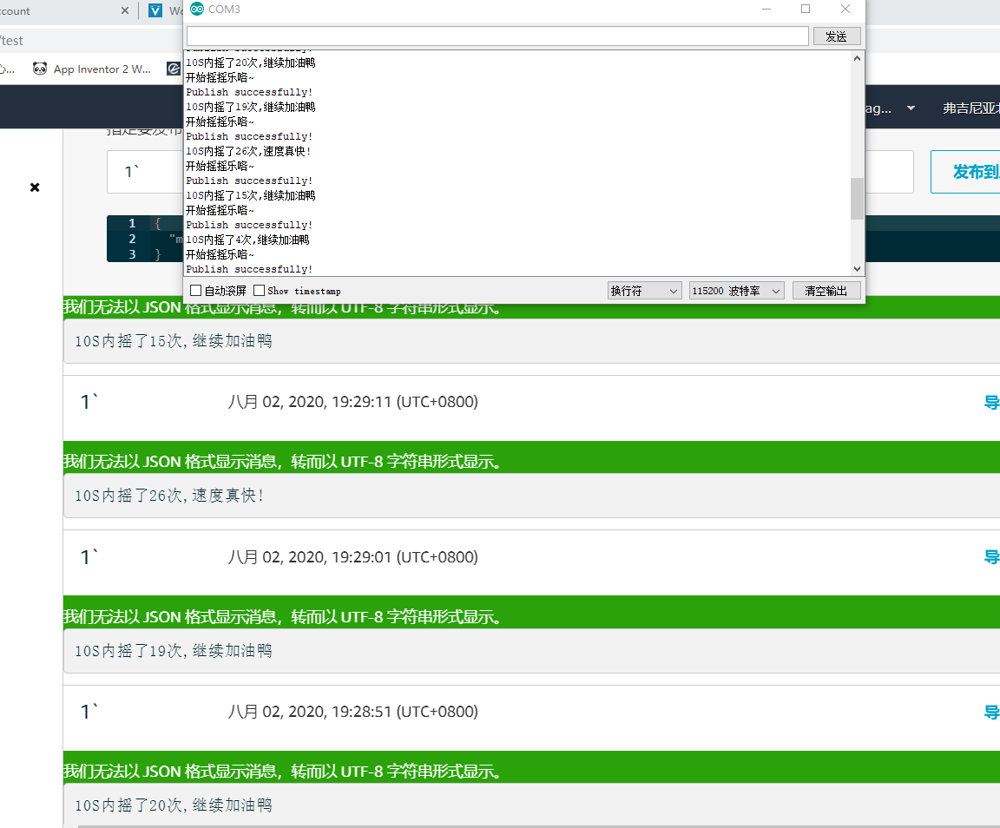 ccount
COM3
/test
发送
App Inventor 2 W...
10S内摇了20次,继续加油鸭
开始摇摇乐咯~
Publish successfully!
10S内摇了19次,继续加油鸭
开始摇摇乐咯~
Publish successfully!
10S内摇了26次,速度真快!
开始摇摇乐咯~
Publish successfully!
10S内摇了15次,继续加油鸭
开始摇摇乐咯~
Publish successfully!
10S内摇了4次,继续加油鸭
开始摇摇乐咯~
Publish successfully!
自动滚屏 Show timestamp 换行符 115200 波特率 清空输出
ag... 弗吉尼亚
指定要发布
1`
发布到
1 {
2 "m
3 }
我们无法以 JSON 格式显示消息，转而以 UTF-8 字符串形式显示。
10S内摇了15次,继续加油鸭
1` 八月 02, 2020, 19:29:11 (UTC+0800) 导
我们无法以 JSON 格式显示消息，转而以 UTF-8 字符串形式显示。
10S内摇了26次,速度真快!
1` 八月 02, 2020, 19:29:01 (UTC+0800) 导
我们无法以 JSON 格式显示消息，转而以 UTF-8 字符串形式显示。
10S内摇了19次,继续加油鸭
1` 八月 02, 2020, 19:28:51 (UTC+0800) 导
我们无法以 JSON 格式显示消息，转而以 UTF-8 字符串形式显示。
10S内摇了20次,继续加油鸭